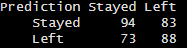 Prediction Stayed Left
Stayed 94 83
Left 73 88